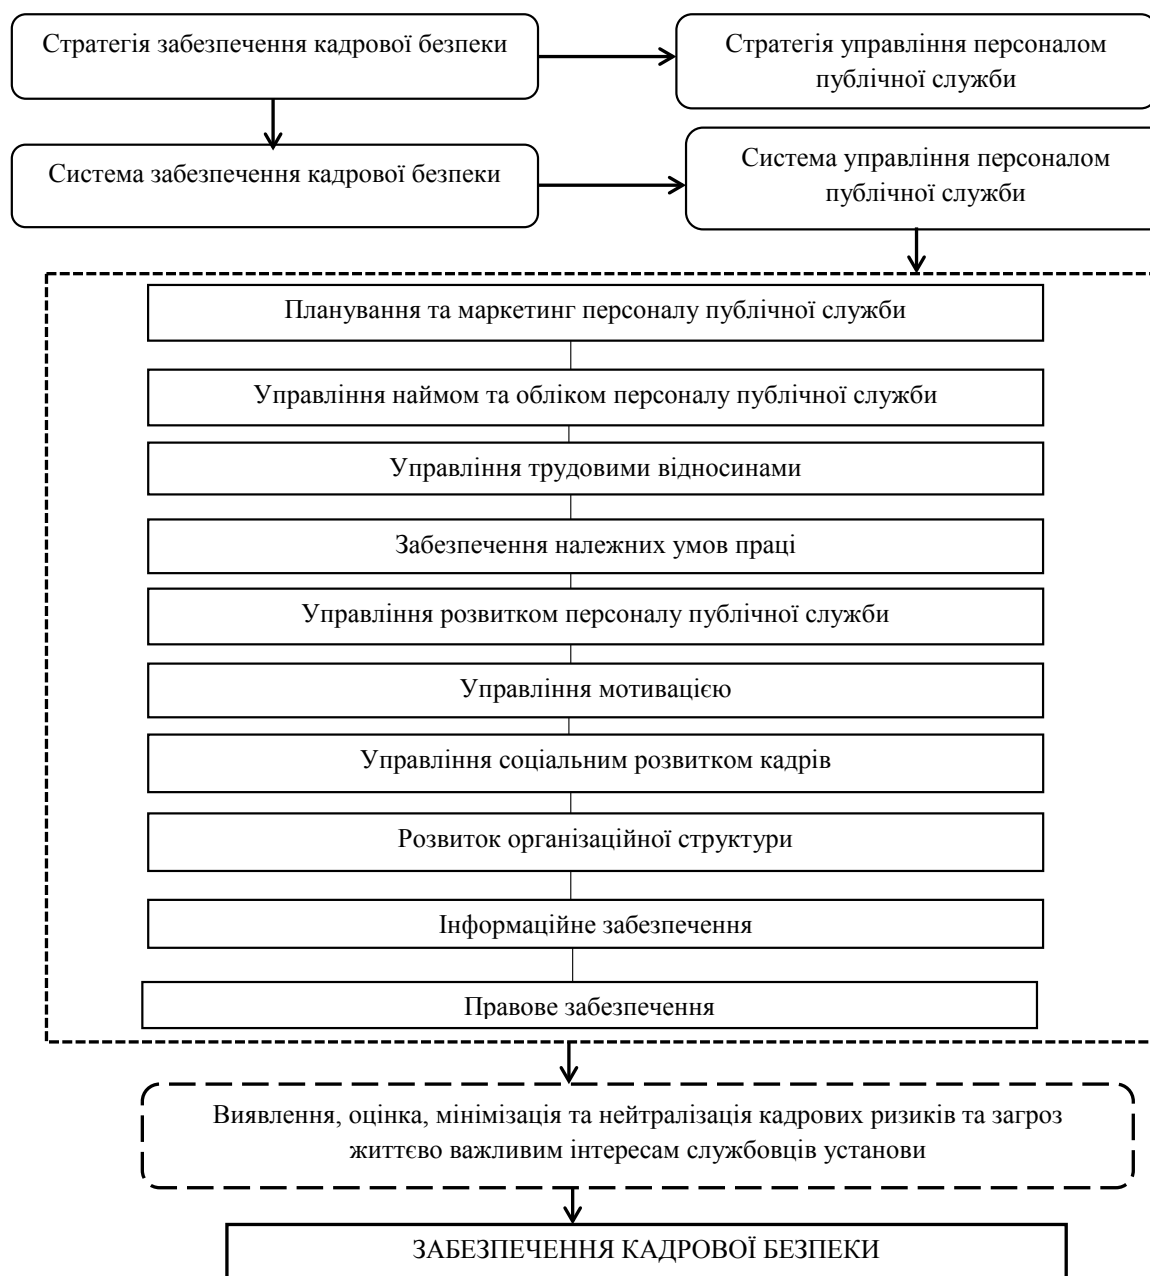 Стратегія забезпечення кадрової безпеки
Стратегія управління персоналом
публічної служби
Система забезпечення кадрової безпеки
Система управління персоналом
публічної служби
Планування та маркетинг персоналу публічної служби
Управління наймом та обліком персоналу публічної служби
Управління трудовими відносинами
Забезпечення належних умов праці
Управління розвитком персоналу публічної служби
Управління мотивацією
Управління соціальним розвитком кадрів
Розвиток організаційної структури
Інформаційне забезпечення
Правове забезпечення
Виявлення, оцінка, мінімізація та нейтралізація кадрових ризиків та загроз
життєво важливим інтересам службовців установи
ЗАБЕЗПЕЧЕННЯ КАДРОВОЇ БЕЗПЕКИ